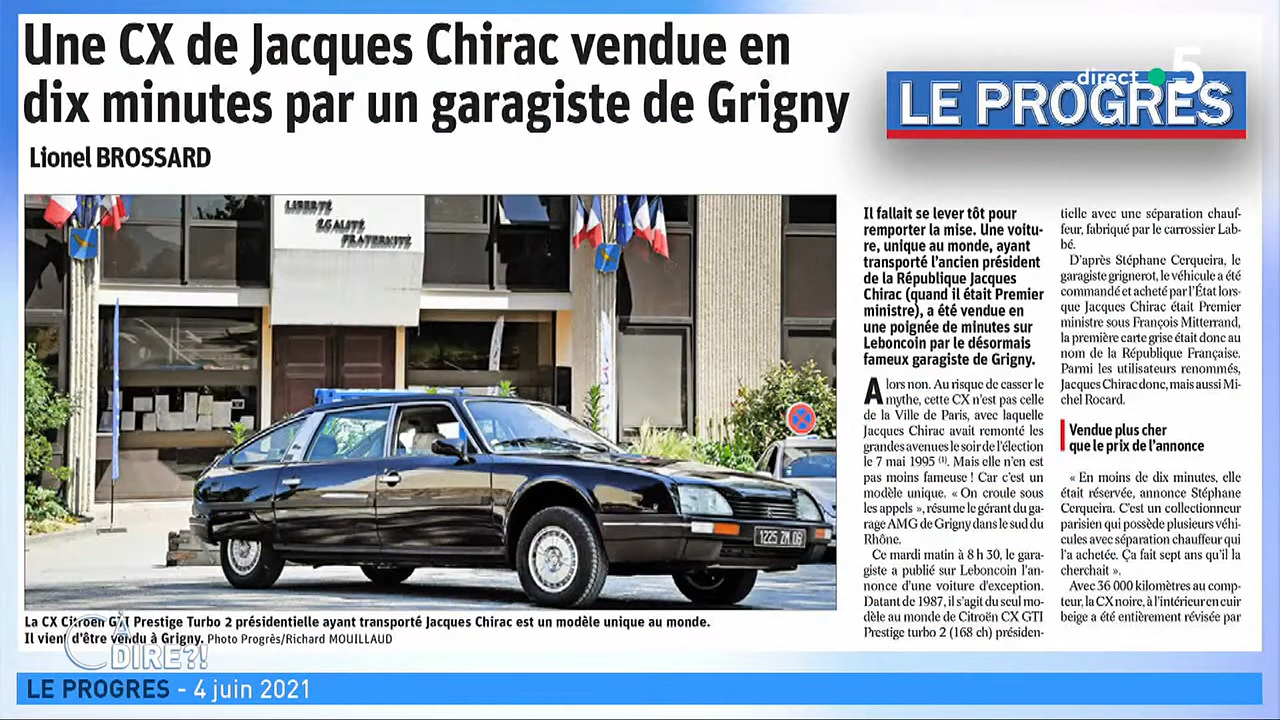 Une CX de Jacques Chirac vendue en
dix minutes par un garagiste de Grigny
Lionel BROSSARD
direct 5
LE PROGRÈS
LIBERTÉ
ÉGALITÉ
FRATERNITÉ
1225 ZM 09
La CX Citroën GTI Prestige Turbo 2 présidentielle ayant transporté Jacques Chirac est un modèle unique au monde.
Il vient d'être vendu à Grigny. Photo Progrès/Richard MOUILLAUD
Il fallait se lever tôt pour
remporter la mise. Une voitu-
re, unique au monde, ayant
transporté l'ancien président
de la République Jacques
Chirac (quand il était Premier
ministre), a été vendue en
une poignée de minutes sur
Leboncoin par le désormais
fameux garagiste de Grigny.
Alors non. Au risque de casser le
mythe, cette CX n'est pas celle
de la Ville de Paris, avec laquelle
Jacques Chirac avait remonté les
grandes avenues le soir de l'élection
le 7 mai 1995 (1). Mais elle n'en est
pas moins fameuse ! Car c'est un
modèle unique. « On croule sous
les appels », résume le gérant du ga-
rage AMG de Grigny dans le sud du
Rhône.
Ce mardi matin à 8 h 30, le gara-
giste a publié sur Leboncoin l'an-
nonce d'une voiture d'exception.
Datant de 1987, il s'agit du seul mo-
dèle au monde de Citroën CX GTI
Prestige turbo 2 (168 ch) présiden-
tielle avec une séparation chauf-
feur, fabriqué par le carrossier Lab-
bé.
D'après Stéphane Cerqueira, le
garagiste grignerot, le véhicule a été
commandé et acheté par l'État lors-
que Jacques Chirac était Premier
ministre sous François Mitterrand,
la première carte grise était donc au
nom de la République Française.
Parmi les utilisateurs renommés,
Jacques Chirac donc, mais aussi Mi-
chel Rocard.
Vendue plus cher
que le prix de l'annonce
« En moins de dix minutes, elle
était réservée, annonce Stéphane
Cerqueira. C'est un collectionneur
parisien qui possède plusieurs véhi-
cules avec séparation chauffeur qui
l'a achetée. Ça fait sept ans qu'il la
cherchait ».
Avec 36 000 kilomètres au comp-
teur, la CX noire, à l'intérieur en cuir
beige a été entièrement révisée par
C À
DIRE?!
LE PROGRES - 4 juin 2021